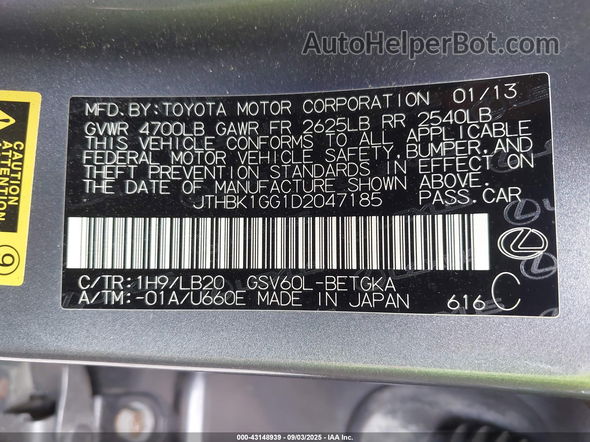 AutoHelperBot.com
MFD. BY: TOYOTA MOTOR CORPORATION 01/13
GVWR 4700LB GAWR FR 2625LB RR 2540LB
THIS VEHICLE CONFORMS TO ALL APPLICABLE
FEDERAL MOTOR VEHICLE SAFETY, BUMPER, AND
THEFT PREVENTION STANDARDS IN EFFECT ON
THE DATE OF MANUFACTURE SHOWN ABOVE.
JTHBK1GG1D2047185 PASS. CAR
C/TR: 1H9/LB20 GSV60L-BETGKA
A/TM: -01A/U660E MADE IN JAPAN 616 C
CAUTION
ATTENTION
9
000-43148939 - 09/03/2025 - IAA Inc.